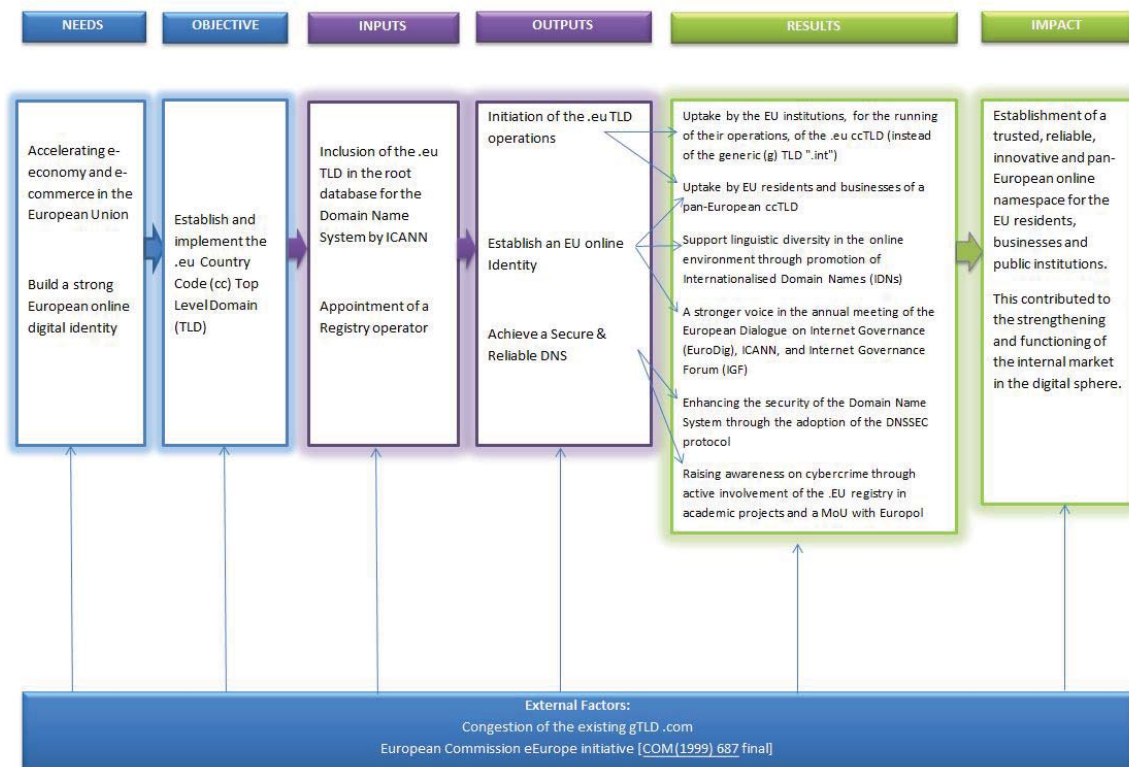 NEEDS
OBJECTIVE
INPUTS
OUTPUTS
RESULTS
IMPACT
Accelerating e-
economy and e-
commerce in the
European Union
Build a strong
European online
digital identity
Establish and
implement the
.eu Country
Code (cc) Top
Level Domain
(TLD)
Inclusion of the .eu
TLD in the root
database for the
Domain Name
System by ICANN
Appointment of a
Registry operator
Initiation of the .eu TLD
operations
Establish an EU online
Identity
Achieve a Secure &
Reliable DNS
Uptake by the EU institutions, for the running
of their operations, of the .eu ccTLD (instead
of the generic (g) TLD ".int")
Uptake by EU residents and businesses of a
pan-European ccTLD
Support linguistic diversity in the online
environment through promotion of
Internationalised Domain Names (IDNs)
A stronger voice in the annual meeting of the
European Dialogue on Internet Governance
(EuroDig), ICANN, and Internet Governance
Forum (IGF)
Enhancing the security of the Domain Name
System through the adoption of the DNSSEC
protocol
Raising awareness on cybercrime through
active involvement of the .EU registry in
academic projects and a MoU with Europol
Establishment of a
trusted, reliable,
innovative and pan-
European online
namespace for the
EU residents,
businesses and
public institutions.
This contributed to
the strengthening
and functioning of
the internal market
in the digital sphere.
External Factors:
Congestion of the existing gTLD .com
European Commission eEurope initiative [COM(1999) 687 final]